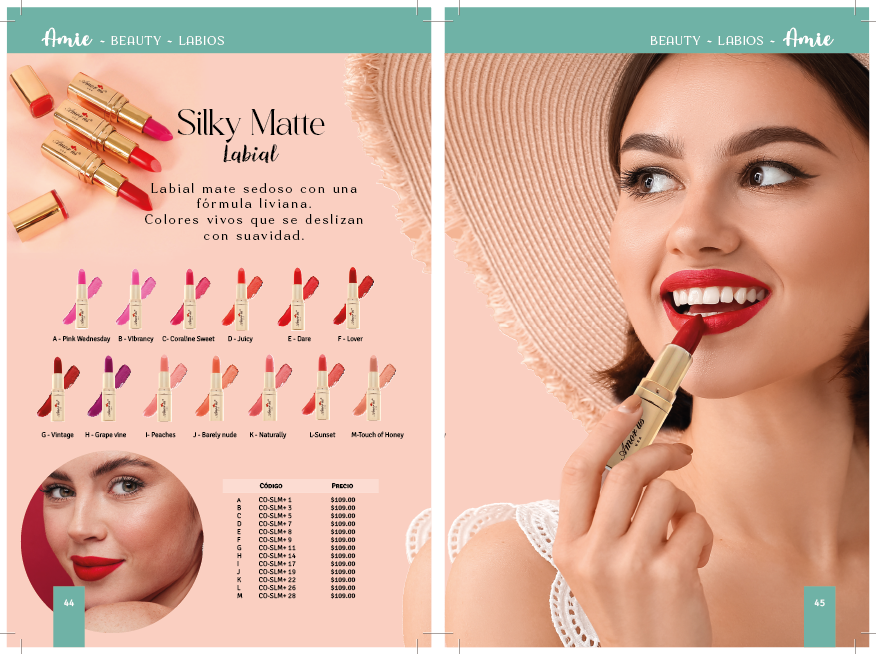 Amie ~ BEAUTY ~ LABIOS
Silky Matte
Labial
Labial mate sedoso con una
fórmula liviana.
Colores vivos que se deslizan
con suavidad.
A - Pink Wednesday B - Vibrancy C- Coraline Sweet D - Juicy E - Dare F - Lover
G - Vintage H - Grape vine I- Peaches J - Barely nude K - Naturally L-Sunset M-Touch of Honey
CÓDIGO PRECIO
A CO-SLM+ 1 $109.00
B CO-SLM+ 3 $109.00
C CO-SLM+ 5 $109.00
D CO-SLM+ 7 $109.00
E CO-SLM+ 8 $109.00
F CO-SLM+ 9 $109.00
G CO-SLM+ 11 $109.00
H CO-SLM+ 14 $109.00
I CO-SLM+ 17 $109.00
J CO-SLM+ 19 $109.00
K CO-SLM+ 22 $109.00
L CO-SLM+ 26 $109.00
M CO-SLM+ 28 $109.00
44
BEAUTY ~ LABIOS ~ Amie
Amor us
45